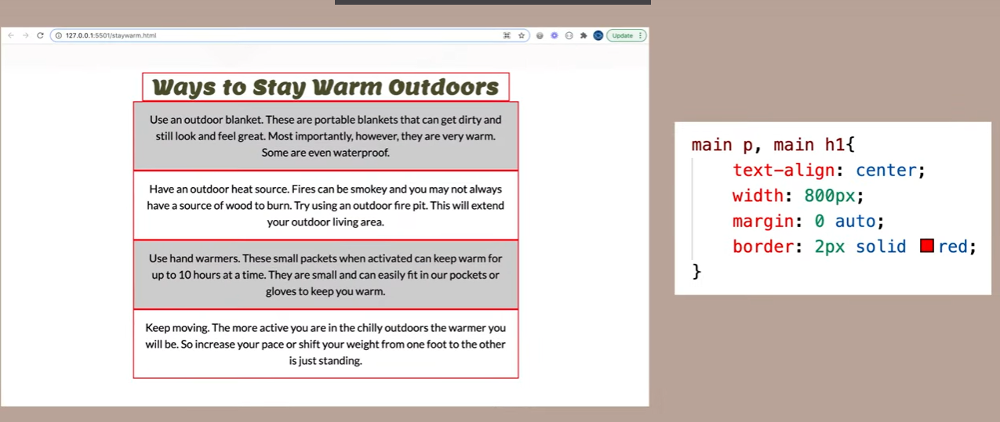 127.0.0.1:5501/staywarm.html
Update
Ways to Stay Warm Outdoors
Use an outdoor blanket. These are portable blankets that can get dirty and
still look and feel great. Most importantly, however, they are very warm.
Some are even waterproof.
Have an outdoor heat source. Fires can be smokey and you may not always
have a source of wood to burn. Try using an outdoor fire pit. This will extend
your outdoor living area.
Use hand warmers. These small packets when activated can keep warm for
up to 10 hours at a time. They are small and can easily fit in our pockets or
gloves to keep you warm.
Keep moving. The more active you are in the chilly outdoors the warmer you
will be. So increase your pace or shift your weight from one foot to the other
is just standing.
main p, main h1{
text-align: center;
width: 800px;
margin: 0 auto;
border: 2px solid red;
}